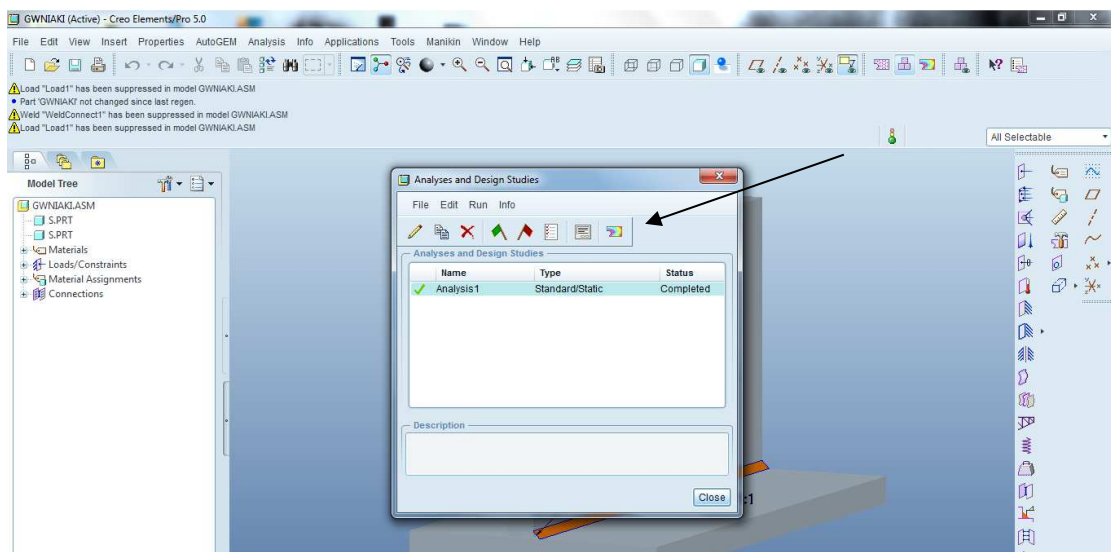 GWNIAKI (Active) - Creo Elements/Pro 5.0
File Edit View Insert Properties AutoGEM Analysis Info Applications Tools Manikin Window Help
Load "Load1" has been suppressed in model GWNIAKI.ASM
Part 'GWNIAKI' not changed since last regen.
Weld "WeldConnect1" has been suppressed in model GWNIAKI.ASM
Load "Load1" has been suppressed in model GWNIAKI.ASM
All Selectable
Model Tree
GWNIAKI.ASM
S.PRT
S.PRT
Materials
Loads/Constraints
Material Assignments
Connections
Analyses and Design Studies
File Edit Run Info
Analyses and Design Studies
Name Type Status
Analysis1 Standard/Static Completed
Description
Close
:1